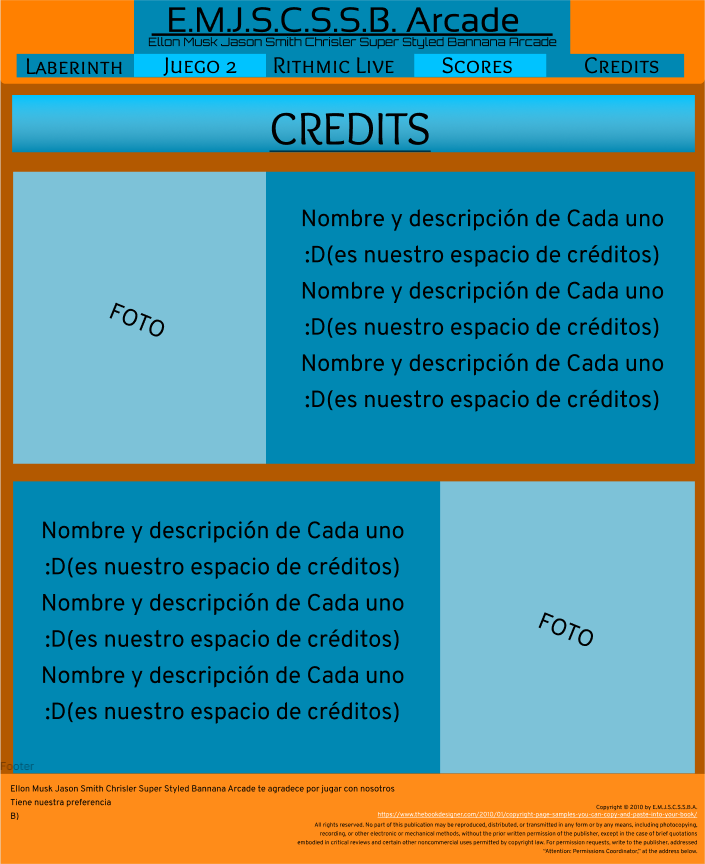 E.M.J.S.C.S.S.B. Arcade
Ellon Musk Jason Smith Chrisler Super Styled Bannana Arcade
Laberinth Juego 2 Rithmic Live Scores Credits
CREDITS
FOTO
Nombre y descripción de Cada uno
:D(es nuestro espacio de créditos)
Nombre y descripción de Cada uno
:D(es nuestro espacio de créditos)
Nombre y descripción de Cada uno
:D(es nuestro espacio de créditos)
Nombre y descripción de Cada uno
:D(es nuestro espacio de créditos)
Nombre y descripción de Cada uno
:D(es nuestro espacio de créditos)
Nombre y descripción de Cada uno
:D(es nuestro espacio de créditos)
FOTO
Footer
Ellon Musk Jason Smith Chrisler Super Styled Bannana Arcade te agradece por jugar con nosotros
Tiene nuestra preferencia
B)
Copyright © 2010 by E.M.J.S.C.S.S.B.A.
https://www.thebookdesigner.com/2010/01/copyright-page-samples-you-can-copy-and-paste-into-your-book/
All rights reserved. No part of this publication may be reproduced, distributed, or transmitted in any form or by any means, including photocopying,
recording, or other electronic or mechanical methods, without the prior written permission of the publisher, except in the case of brief quotations
embodied in critical reviews and certain other noncommercial uses permitted by copyright law. For permission requests, write to the publisher, addressed
"Attention: Permissions Coordinator," at the address below.